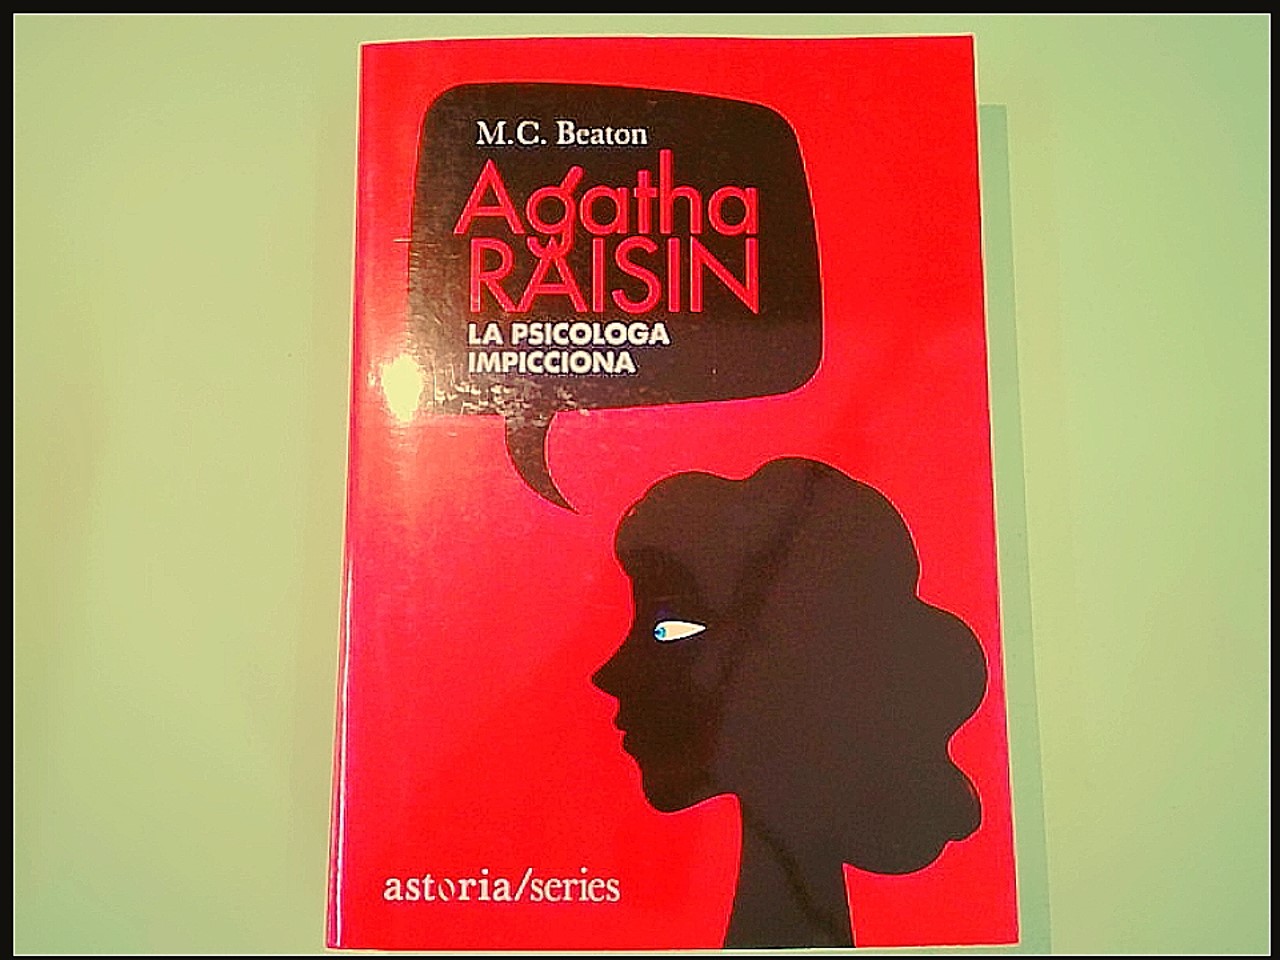 M.C. Beaton
Agatha
RAISIN
LA PSICOLOGA
IMPICCIONA
astoria/series